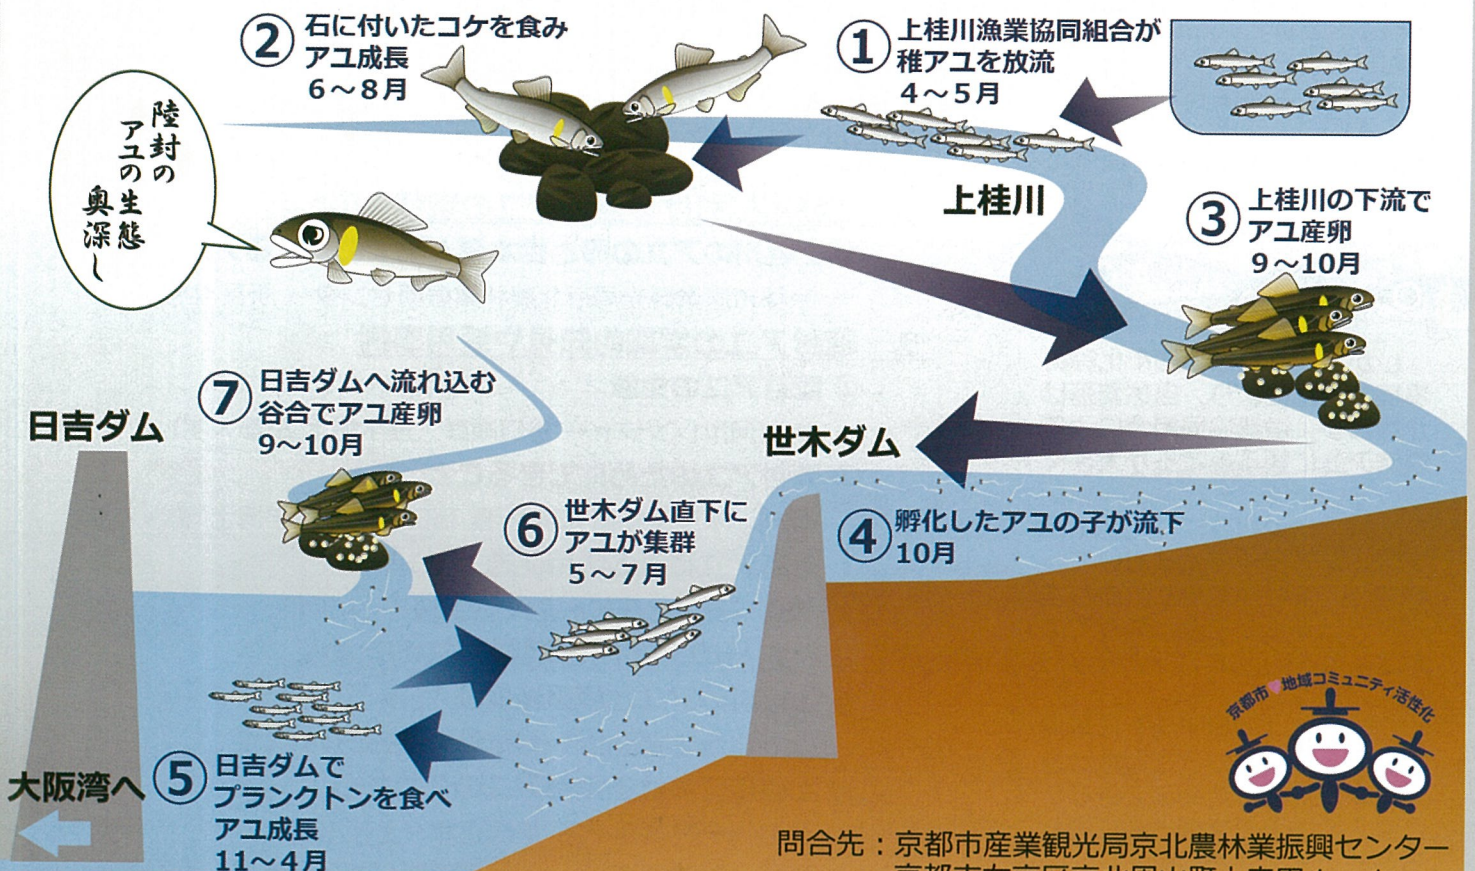 ① 上桂川漁業協同組合が
稚アユを放流
4～5月
② 石に付いたコケを食み
アユ成長
6～8月
陸封の
アユの生態
奥深し
上桂川
③ 上桂川の下流で
アユ産卵
9～10月
世木ダム
④ 孵化したアユの子が流下
10月
日吉ダム
⑤ 日吉ダムで
プランクトンを食べ
アユ成長
11～4月
⑥ 世木ダム直下に
アユが集群
5～7月
⑦ 日吉ダムへ流れ込む
谷合でアユ産卵
9～10月
大阪湾へ
京都市♥地域コミュニティ活性化
問合先：京都市産業観光局京北農林業振興センター